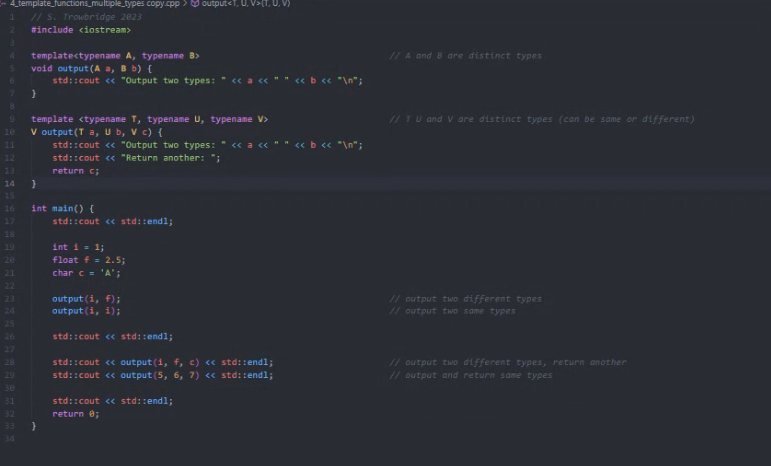 4_template_functions_multiple_types copy.cpp > output<T, U, V>(T, U, V)
1 // S. Trowbridge 2023
2 #include <iostream>
3
4 template<typename A, typename B> // A and B are distinct types
5 void output(A a, B b) {
6 std::cout << "Output two types: " << a << " " << b << "\n";
7 }
8
9 template <typename T, typename U, typename V> // T U and V are distinct types (can be same or different)
10 V output(T a, U b, V c) {
11 std::cout << "Output two types: " << a << " " << b << "\n";
12 std::cout << "Return another: ";
13 return c;
14 }
15
16 int main() {
17 std::cout << std::endl;
18
19 int i = 1;
20 float f = 2.5;
21 char c = 'A';
22
23 output(i, f); // output two different types
24 output(i, i); // output two same types
25
26 std::cout << std::endl;
27
28 std::cout << output(i, f, c) << std::endl; // output two different types, return another
29 std::cout << output(5, 6, 7) << std::endl; // output and return same types
30
31 std::cout << std::endl;
32 return 0;
33 }
34